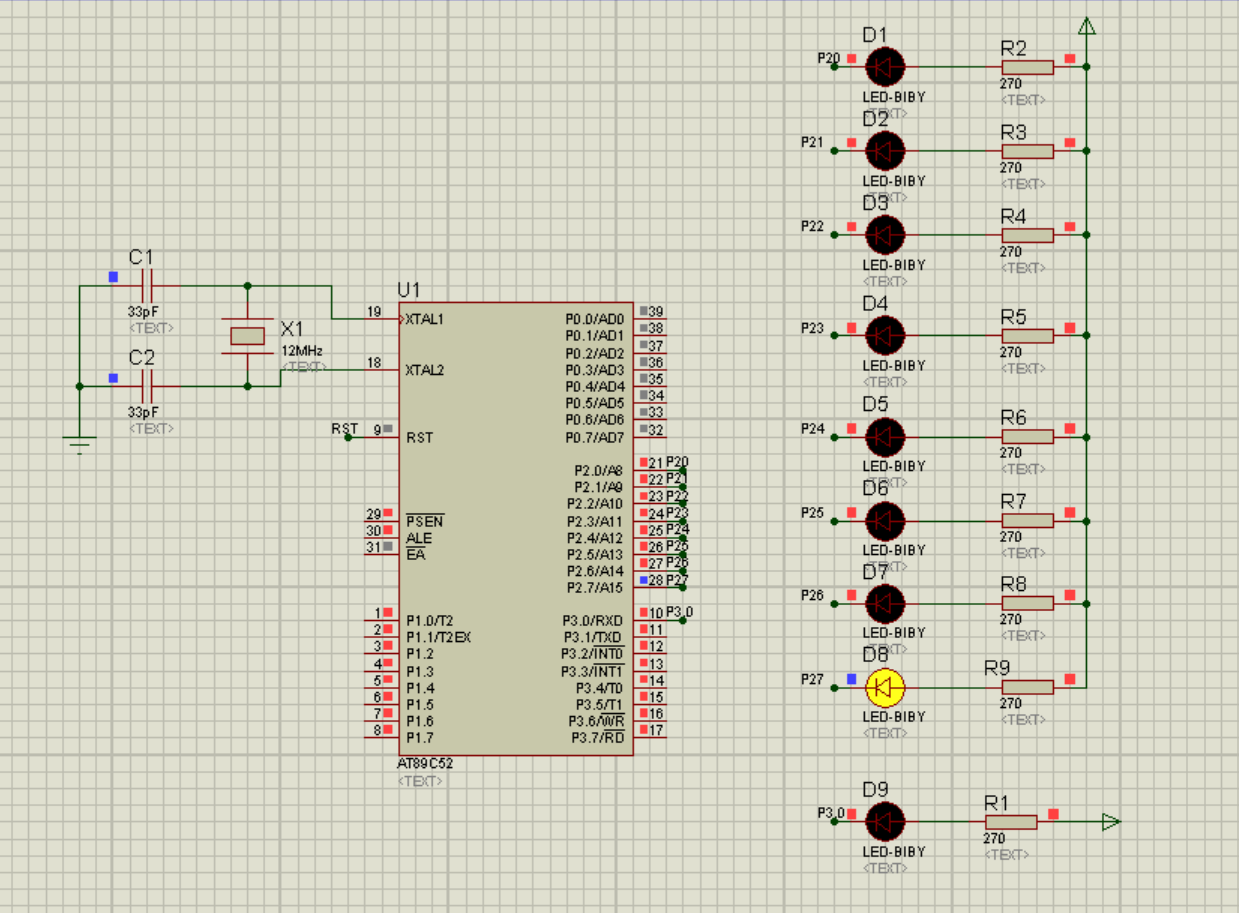 C1
33pF
<TEXT>
C2
33pF
<TEXT>
X1
12MHz
<TEXT>
RST
U1
19 XTAL1
18 XTAL2
9 RST
29 PSEN
30 ALE
31 EA
1 P1.0/T2
2 P1.1/T2EX
3 P1.2
4 P1.3
5 P1.4
6 P1.5
7 P1.6
8 P1.7
P0.0/AD0 39
P0.1/AD1 38
P0.2/AD2 37
P0.3/AD3 36
P0.4/AD4 35
P0.5/AD5 34
P0.6/AD6 33
P0.7/AD7 32
P2.0/A8 21 P20
P2.1/A9 22 P21
P2.2/A10 23 P22
P2.3/A11 24 P23
P2.4/A12 25 P24
P2.5/A13 26 P25
P2.6/A14 27 P26
P2.7/A15 28 P27
P3.0/RXD 10 P3.0
P3.1/TXD 11
P3.2/INT0 12
P3.3/INT1 13
P3.4/T0 14
P3.5/T1 15
P3.6/WR 16
P3.7/RD 17
AT89C52
<TEXT>
D1
P20
LED-BIBY
<TEXT>
R2
270
<TEXT>
D2
P21
LED-BIBY
<TEXT>
R3
270
<TEXT>
D3
P22
LED-BIBY
<TEXT>
R4
270
<TEXT>
D4
P23
LED-BIBY
<TEXT>
R5
270
<TEXT>
D5
P24
LED-BIBY
<TEXT>
R6
270
<TEXT>
D6
P25
LED-BIBY
<TEXT>
R7
270
<TEXT>
D7
P26
LED-BIBY
<TEXT>
R8
270
<TEXT>
D8
P27
LED-BIBY
<TEXT>
R9
270
<TEXT>
D9
P3.0
LED-BIBY
<TEXT>
R1
270
<TEXT>